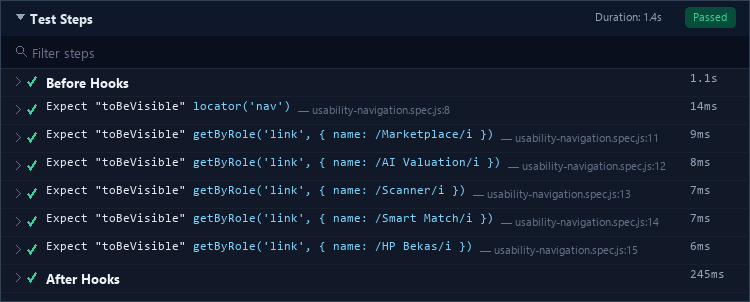 Test Steps Duration: 1.4s Passed
Filter steps
Before Hooks 1.1s
Expect "toBeVisible" locator('nav') — usability-navigation.spec.js:8 14ms
Expect "toBeVisible" getByRole('link', { name: /Marketplace/i }) — usability-navigation.spec.js:11 9ms
Expect "toBeVisible" getByRole('link', { name: /AI Valuation/i }) — usability-navigation.spec.js:12 8ms
Expect "toBeVisible" getByRole('link', { name: /Scanner/i }) — usability-navigation.spec.js:13 7ms
Expect "toBeVisible" getByRole('link', { name: /Smart Match/i }) — usability-navigation.spec.js:14 7ms
Expect "toBeVisible" getByRole('link', { name: /HP Bekas/i }) — usability-navigation.spec.js:15 6ms
After Hooks 245ms